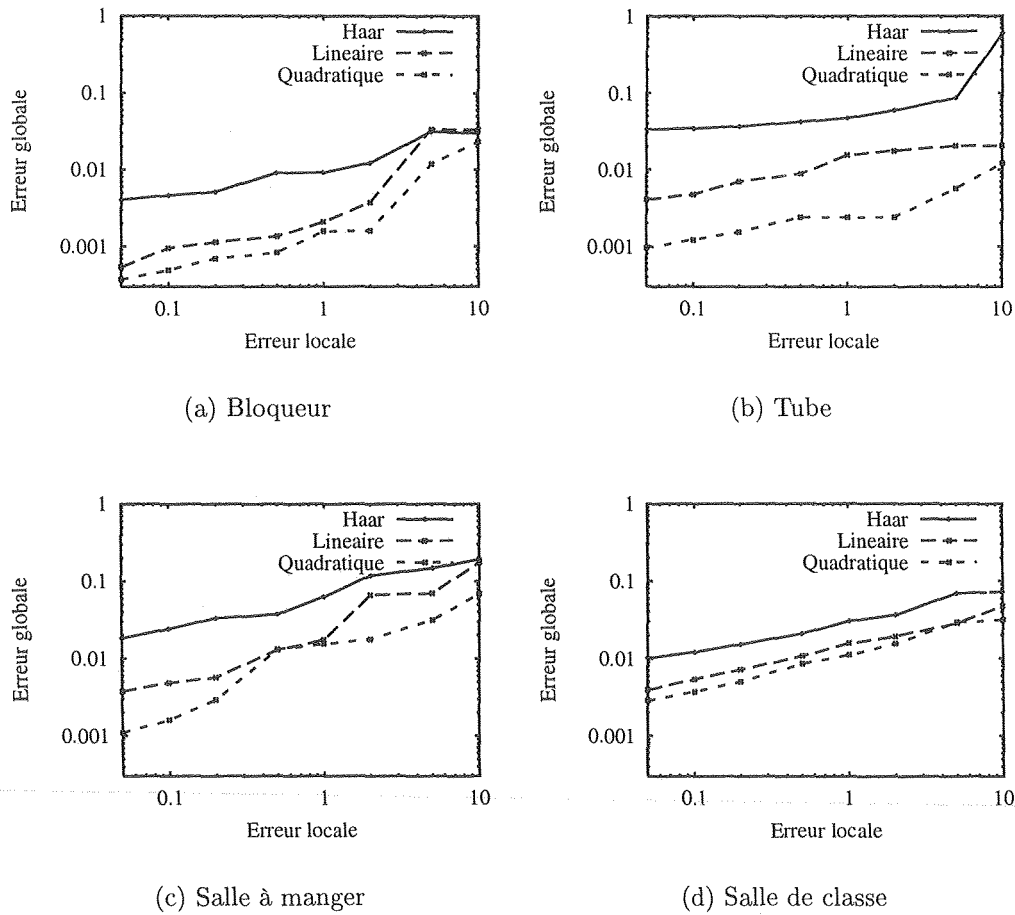 1
0.1
0.01
0.001
Erreur globale
Haar
Lineaire
Quadratique
0.1 1 10
Erreur locale
(a) Bloqueur
1
0.1
0.01
0.001
Erreur globale
Haar
Lineaire
Quadratique
0.1 1 10
Erreur locale
(b) Tube
1
0.1
0.01
0.001
Erreur globale
Haar
Lineaire
Quadratique
0.1 1 10
Erreur locale
(c) Salle à manger
1
0.1
0.01
0.001
Erreur globale
Haar
Lineaire
Quadratique
0.1 1 10
Erreur locale
(d) Salle de classe